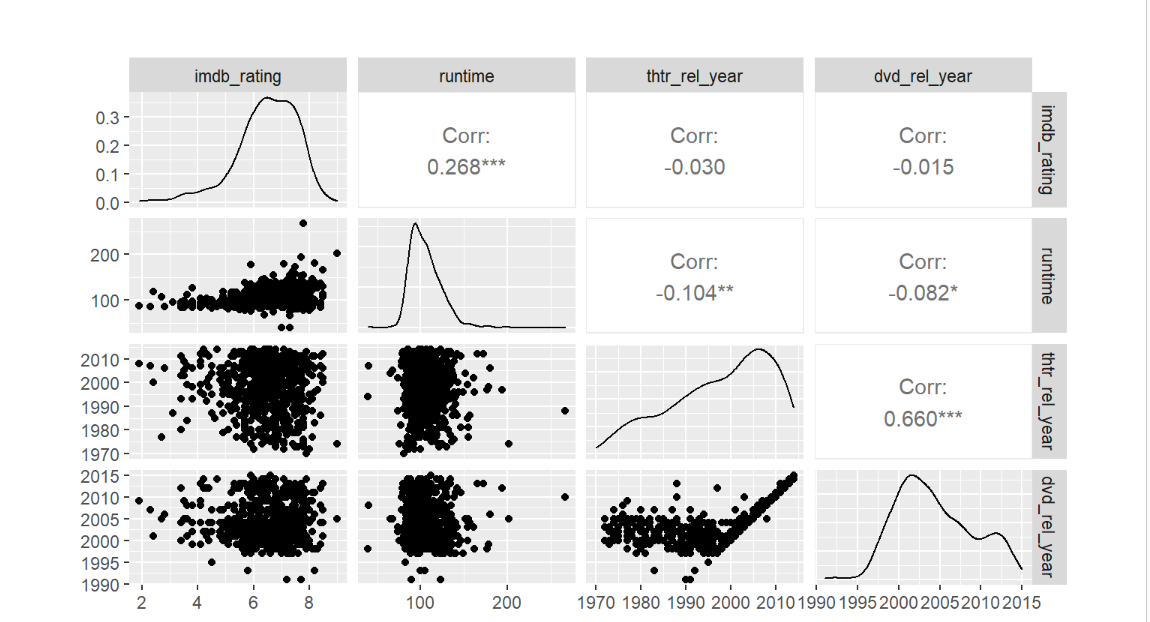 imdb_rating runtime thtr_rel_year dvd_rel_year
0.3
0.2
0.1
0.0
Corr:
0.268***
Corr:
-0.030
Corr:
-0.015
imdb_rating
200
100
Corr:
-0.104**
Corr:
-0.082*
runtime
2010
2000
1990
1980
1970
Corr:
0.660***
thtr_rel_year
2015
2010
2005
2000
1995
1990
dvd_rel_year
2 4 6 8 100 200 1970 1980 1990 2000 2010 1990 1995 2000 2005 2010 2015